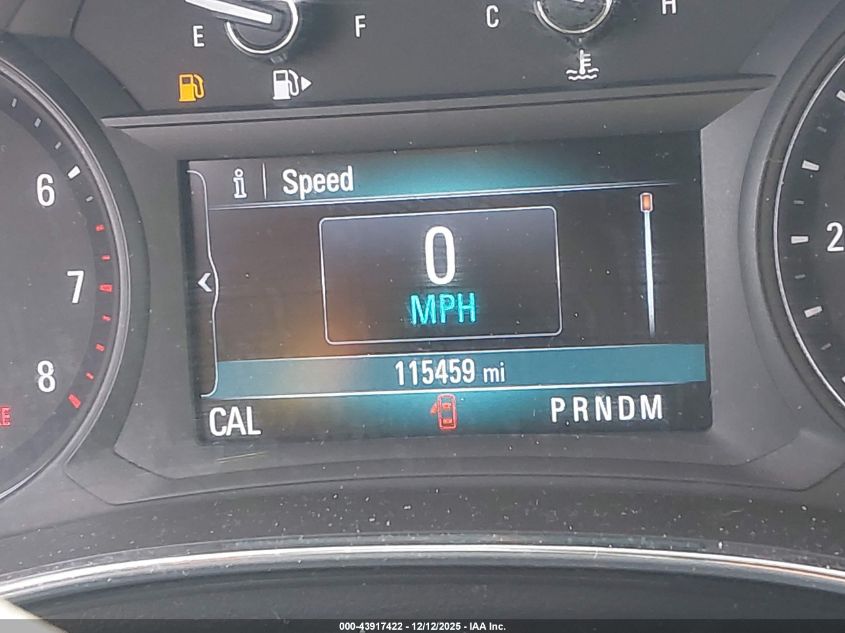 E F C H
i Speed
6
0
2
7
MPH
8
115459 mi
CAL PRNDM
000-43917422 - 12/12/2025 - IAA Inc.